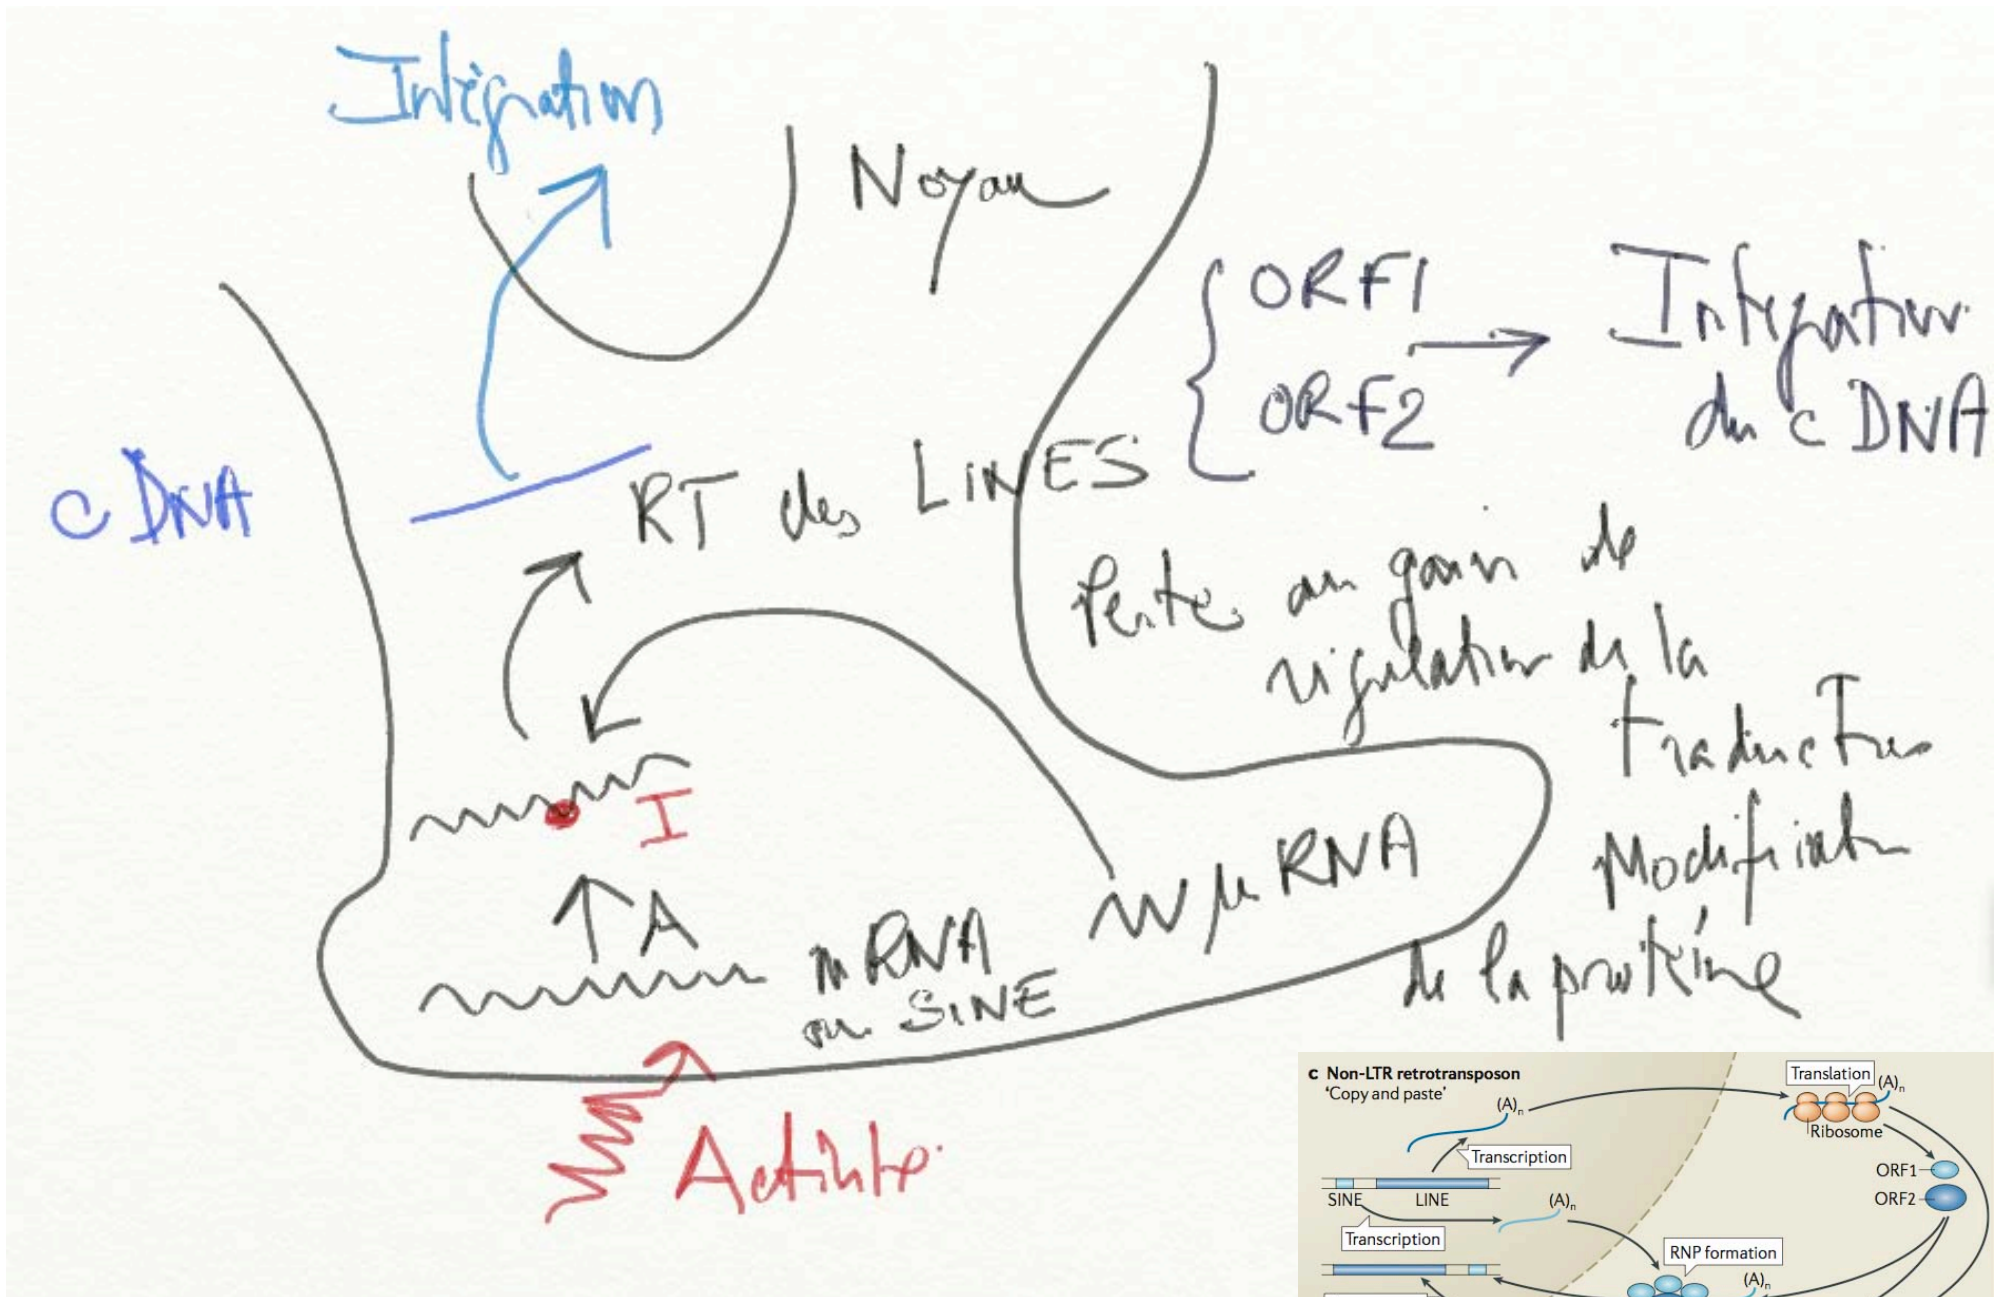 Intégration
Noyau
ORF1
ORF2
Intégration
du c DNA
c DNA
RT des LINES
Perte ou gain de
régulation de la
traduction
Modification
de la protéine
I
A
mRNA
ou SINE
µRNA
Activité
c Non-LTR retrotransposon
'Copy and paste'
(A)n
Translation
(A)n
Ribosome
Transcription
ORF1
SINE
LINE
ORF2
(A)n
Transcription
RNP formation
(A)n